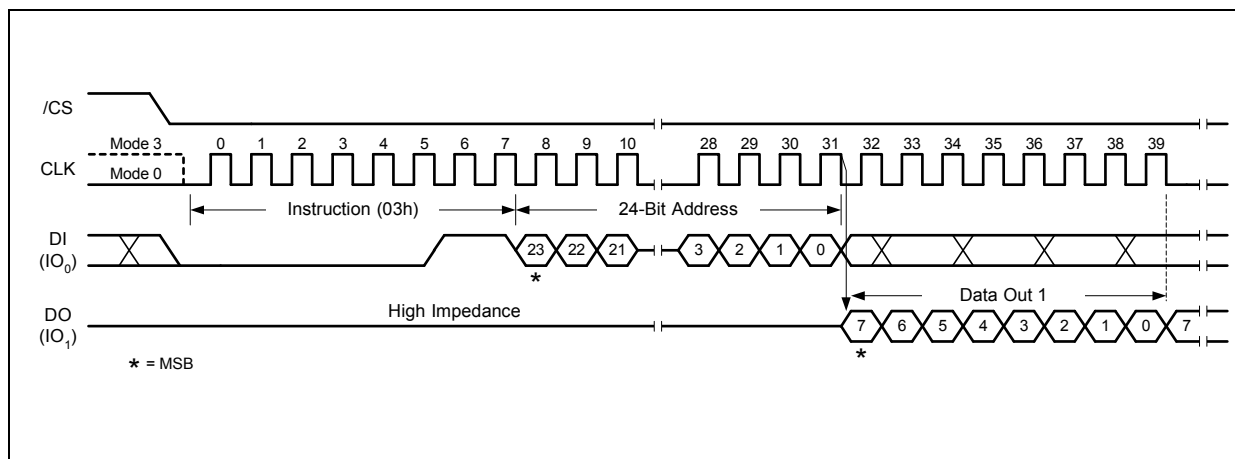 /CS
Mode 3
0 1 2 3 4 5 6 7 8 9 10 28 29 30 31 32 33 34 35 36 37 38 39
CLK
Mode 0
Instruction (03h) 24-Bit Address
DI
(IO0)
23 22 21 3 2 1 0
*
High Impedance
Data Out 1
DO
(IO1)
7 6 5 4 3 2 1 0 7
*
* = MSB